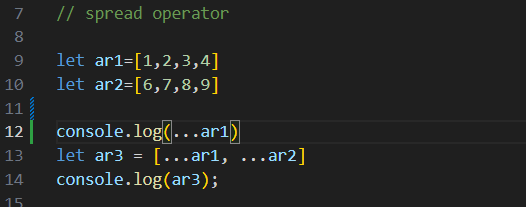 7 // spread operator
8
9 let ar1=[1,2,3,4]
10 let ar2=[6,7,8,9]
11
12 console.log(...ar1)
13 let ar3 = [...ar1, ...ar2]
14 console.log(ar3);
15